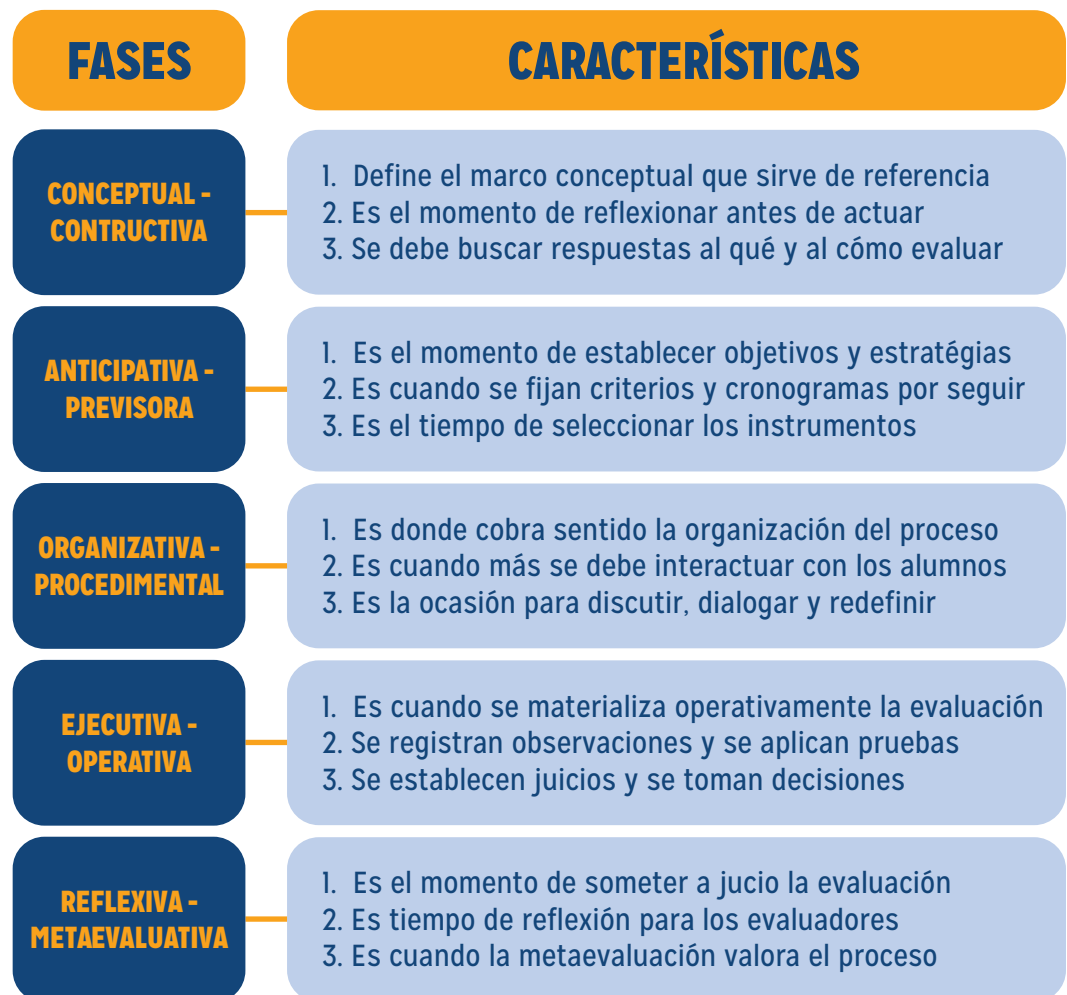 FASES
CARACTERÍSTICAS
CONCEPTUAL -
CONTRUCTIVA
1. Define el marco conceptual que sirve de referencia
2. Es el momento de reflexionar antes de actuar
3. Se debe buscar respuestas al qué y al cómo evaluar
ANTICIPATIVA -
PREVISORA
1. Es el momento de establecer objetivos y estratégias
2. Es cuando se fijan criterios y cronogramas por seguir
3. Es el tiempo de seleccionar los instrumentos
ORGANIZATIVA -
PROCEDIMENTAL
1. Es donde cobra sentido la organización del proceso
2. Es cuando más se debe interactuar con los alumnos
3. Es la ocasión para discutir, dialogar y redefinir
EJECUTIVA -
OPERATIVA
1. Es cuando se materializa operativamente la evaluación
2. Se registran observaciones y se aplican pruebas
3. Se establecen juicios y se toman decisiones
REFLEXIVA -
METAEVALUATIVA
1. Es el momento de someter a jucio la evaluación
2. Es tiempo de reflexión para los evaluadores
3. Es cuando la metaevaluación valora el proceso